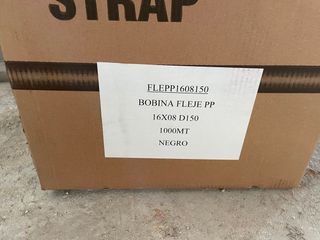 STRAP
FLEPP1608150
BOBINA FLEJE PP
16X08 D150
1000MT
NEGRO